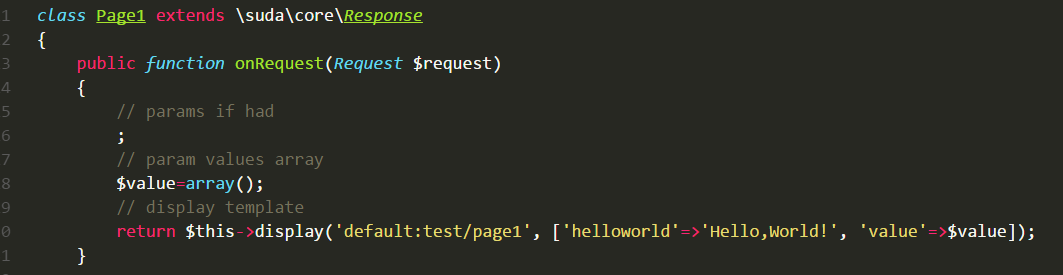 1 class Page1 extends \suda\core\Response
2 {
3     public function onRequest(Request $request)
4     {
5         // params if had
6         ;
7         // param values array
8         $value=array();
9         // display template
0         return $this->display('default:test/page1', ['helloworld'=>'Hello,World!', 'value'=>$value]);
1     }